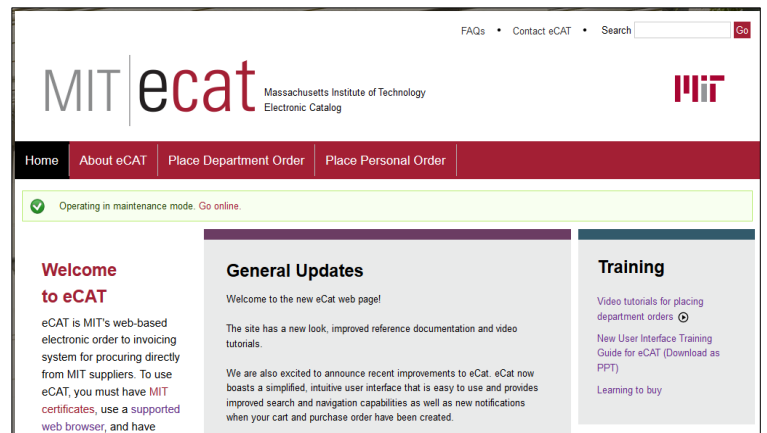 FAQs • Contact eCAT • Search Go
MIT ecat
Massachusetts Institute of Technology
Electronic Catalog
MIT
Home About eCAT Place Department Order Place Personal Order
Operating in maintenance mode. Go online.
Welcome
to eCAT
eCAT is MIT's web-based
electronic order to invoicing
system for procuring directly
from MIT suppliers. To use
eCAT, you must have MIT
certificates, use a supported
web browser, and have
General Updates
Welcome to the new eCat web page!
The site has a new look, improved reference documentation and video
tutorials.
We are also excited to announce recent improvements to eCat. eCat now
boasts a simplified, intuitive user interface that is easy to use and provides
improved search and navigation capabilities as well as new notifications
when your cart and purchase order have been created.
Training
Video tutorials for placing
department orders
New User Interface Training
Guide for eCAT (Download as
PPT)
Learning to buy